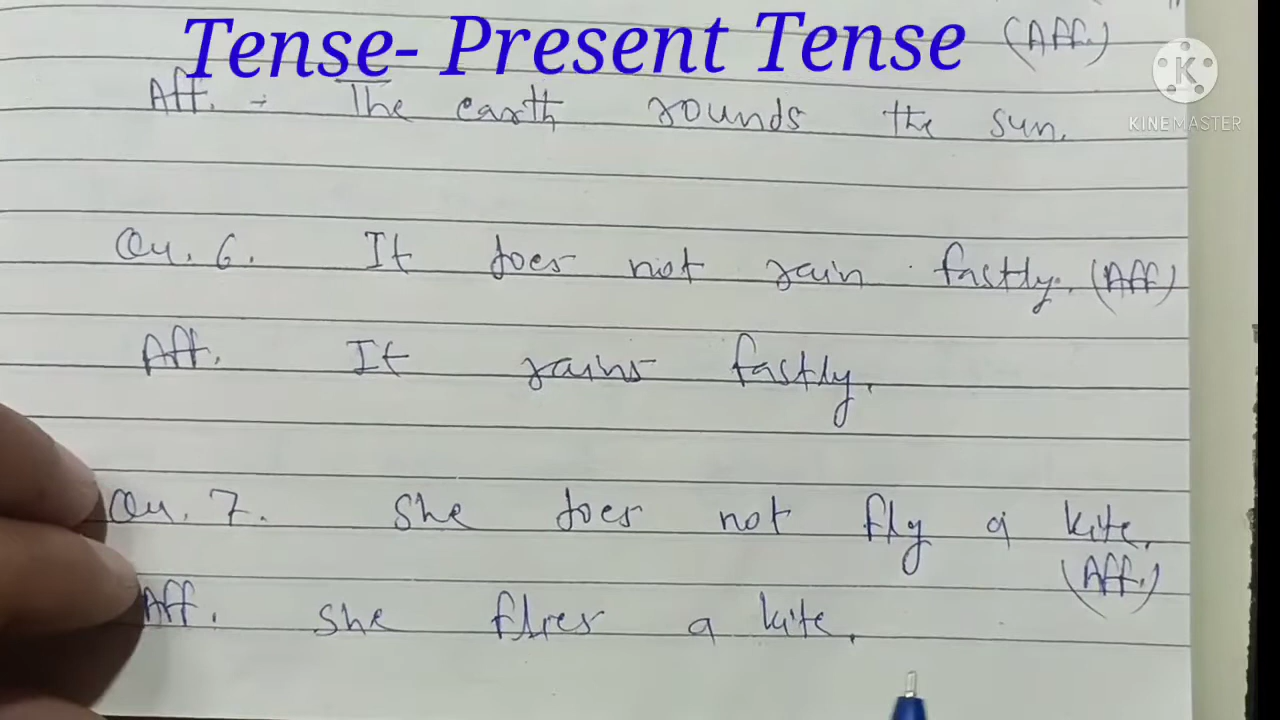 Tense- Present Tense (Aff.)
Aff. - The earth rounds the sun.
KINEMASTER
Qu. 6. It does not rain fastly. (Aff)
Aff. It rains fastly.
Qu. 7. She does not fly a kite.
(Aff.)
Aff. She flies a kite.